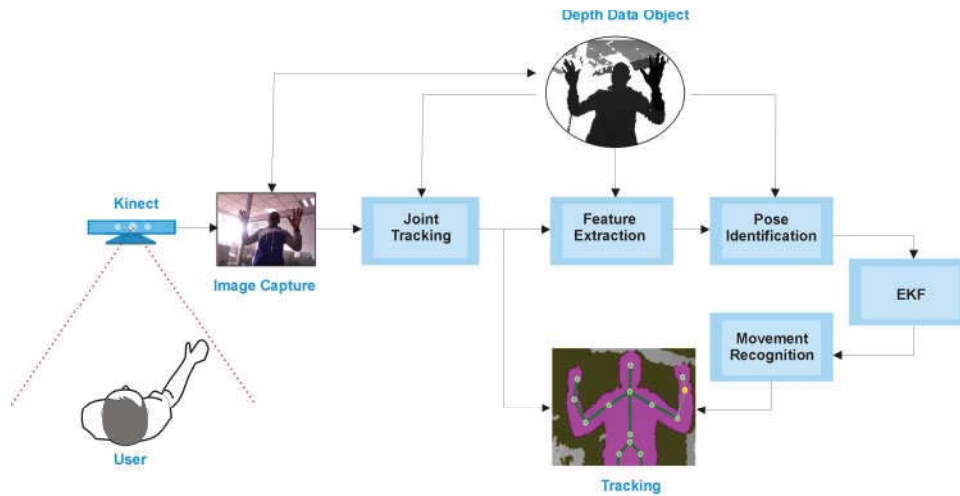 Depth Data Object
Kinect
Joint
Tracking
Feature
Extraction
Pose
Identification
Image Capture
EKF
Movement
Recognition
User
Tracking